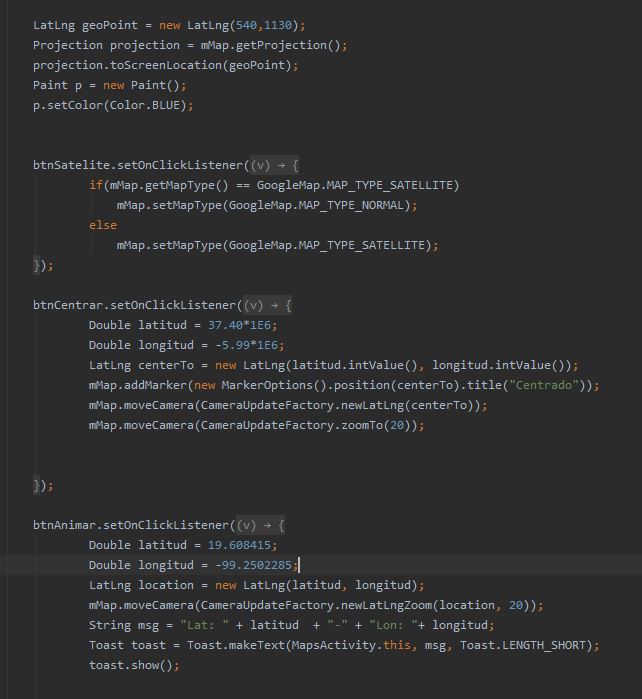 LatLng geoPoint = new LatLng(540,1130);
Projection projection = mMap.getProjection();
projection.toScreenLocation(geoPoint);
Paint p = new Paint();
p.setColor(Color.BLUE);
btnSatelite.setOnClickListener((v) → {
if(mMap.getMapType() == GoogleMap.MAP_TYPE_SATELLITE)
mMap.setMapType(GoogleMap.MAP_TYPE_NORMAL);
else
mMap.setMapType(GoogleMap.MAP_TYPE_SATELLITE);
});
btnCentrar.setOnClickListener((v) → {
Double latitud = 37.40*1E6;
Double longitud = -5.99*1E6;
LatLng centerTo = new LatLng(latitud.intValue(), longitud.intValue());
mMap.addMarker(new MarkerOptions().position(centerTo).title("Centrado"));
mMap.moveCamera(CameraUpdateFactory.newLatLng(centerTo));
mMap.moveCamera(CameraUpdateFactory.zoomTo(20));
});
btnAnimar.setOnClickListener((v) → {
Double latitud = 19.608415;
Double longitud = -99.2502285;
LatLng location = new LatLng(latitud, longitud);
mMap.moveCamera(CameraUpdateFactory.newLatLngZoom(location, 20));
String msg = "Lat: " + latitud  + "-" + "Lon: "+ longitud;
Toast toast = Toast.makeText(MapsActivity.this, msg, Toast.LENGTH_SHORT);
toast.show();